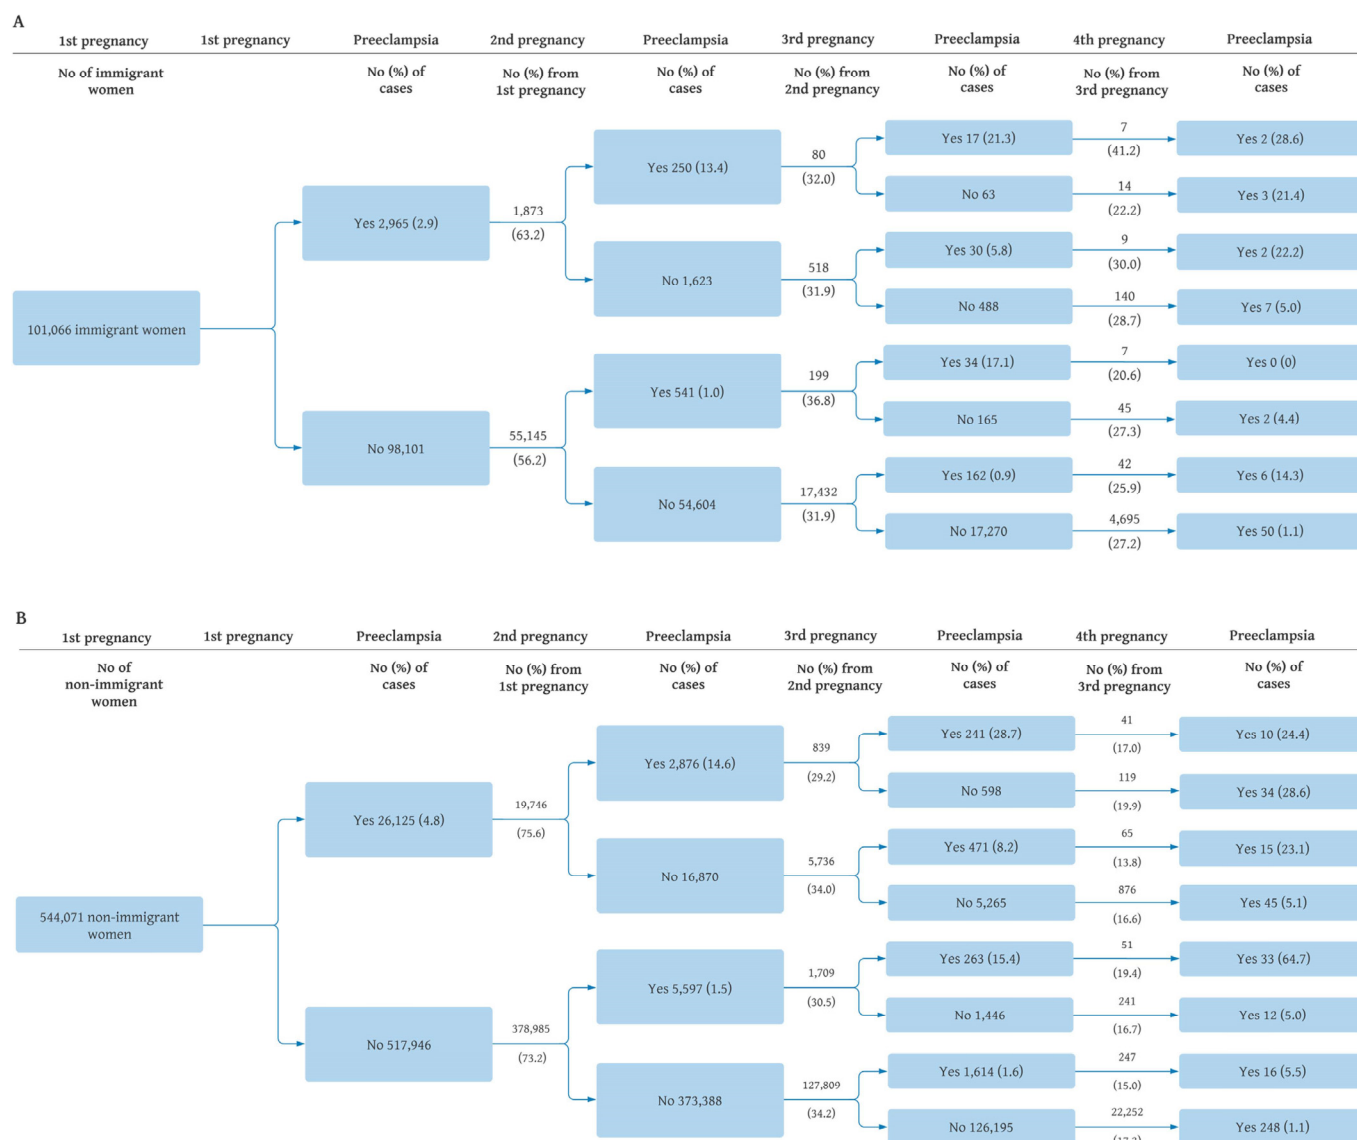 A
1st pregnancy 1st pregnancy Preeclampsia 2nd pregnancy Preeclampsia 3rd pregnancy Preeclampsia 4th pregnancy Preeclampsia
No of immigrant No (%) of No (%) from No (%) of No (%) from No (%) of No (%) from No (%) of
women cases 1st pregnancy cases 2nd pregnancy cases 3rd pregnancy cases
7
Yes 17 (21.3) Yes 2 (28.6)
80 (41.2)
Yes 250 (13.4)
(32.0) 14
No 63 Yes 3 (21.4)
1,873 (22.2)
Yes 2,965 (2.9)
(63.2) 9
Yes 30 (5.8) Yes 2 (22.2)
518 (30.0)
No 1,623
(31.9) 140
No 488 Yes 7 (5.0)
(28.7)
101,066 immigrant women
7
Yes 34 (17.1) Yes 0 (0)
199 (20.6)
Yes 541 (1.0)
(36.8) 45
No 165 Yes 2 (4.4)
55,145 (27.3)
No 98,101
(56.2) 42
Yes 162 (0.9) Yes 6 (14.3)
17,432 (25.9)
No 54,604
(31.9) 4,695
No 17,270 Yes 50 (1.1)
(27.2)
B
1st pregnancy 1st pregnancy Preeclampsia 2nd pregnancy Preeclampsia 3rd pregnancy Preeclampsia 4th pregnancy Preeclampsia
No of No (%) of No (%) from No (%) of No (%) from No (%) of No (%) from No (%) of
non-immigrant cases 1st pregnancy cases 2nd pregnancy cases 3rd pregnancy cases
women
41
Yes 241 (28.7) Yes 10 (24.4)
839 (17.0)
Yes 2,876 (14.6)
(29.2) 119
No 598 Yes 34 (28.6)
19,746 (19.9)
Yes 26,125 (4.8)
(75.6) 65
Yes 471 (8.2) Yes 15 (23.1)
5,736 (13.8)
No 16,870
(34.0) 876
No 5,265 Yes 45 (5.1)
(16.6)
544,071 non-immigrant
women
51
Yes 263 (15.4) Yes 33 (64.7)
1,709 (19.4)
Yes 5,597 (1.5)
(30.5) 241
No 1,446 Yes 12 (5.0)
378,985 (16.7)
No 517,946
(73.2) 247
Yes 1,614 (1.6) Yes 16 (5.5)
127,809 (15.0)
No 373,388
(34.2) 22,252
No 126,195 Yes 248 (1.1)